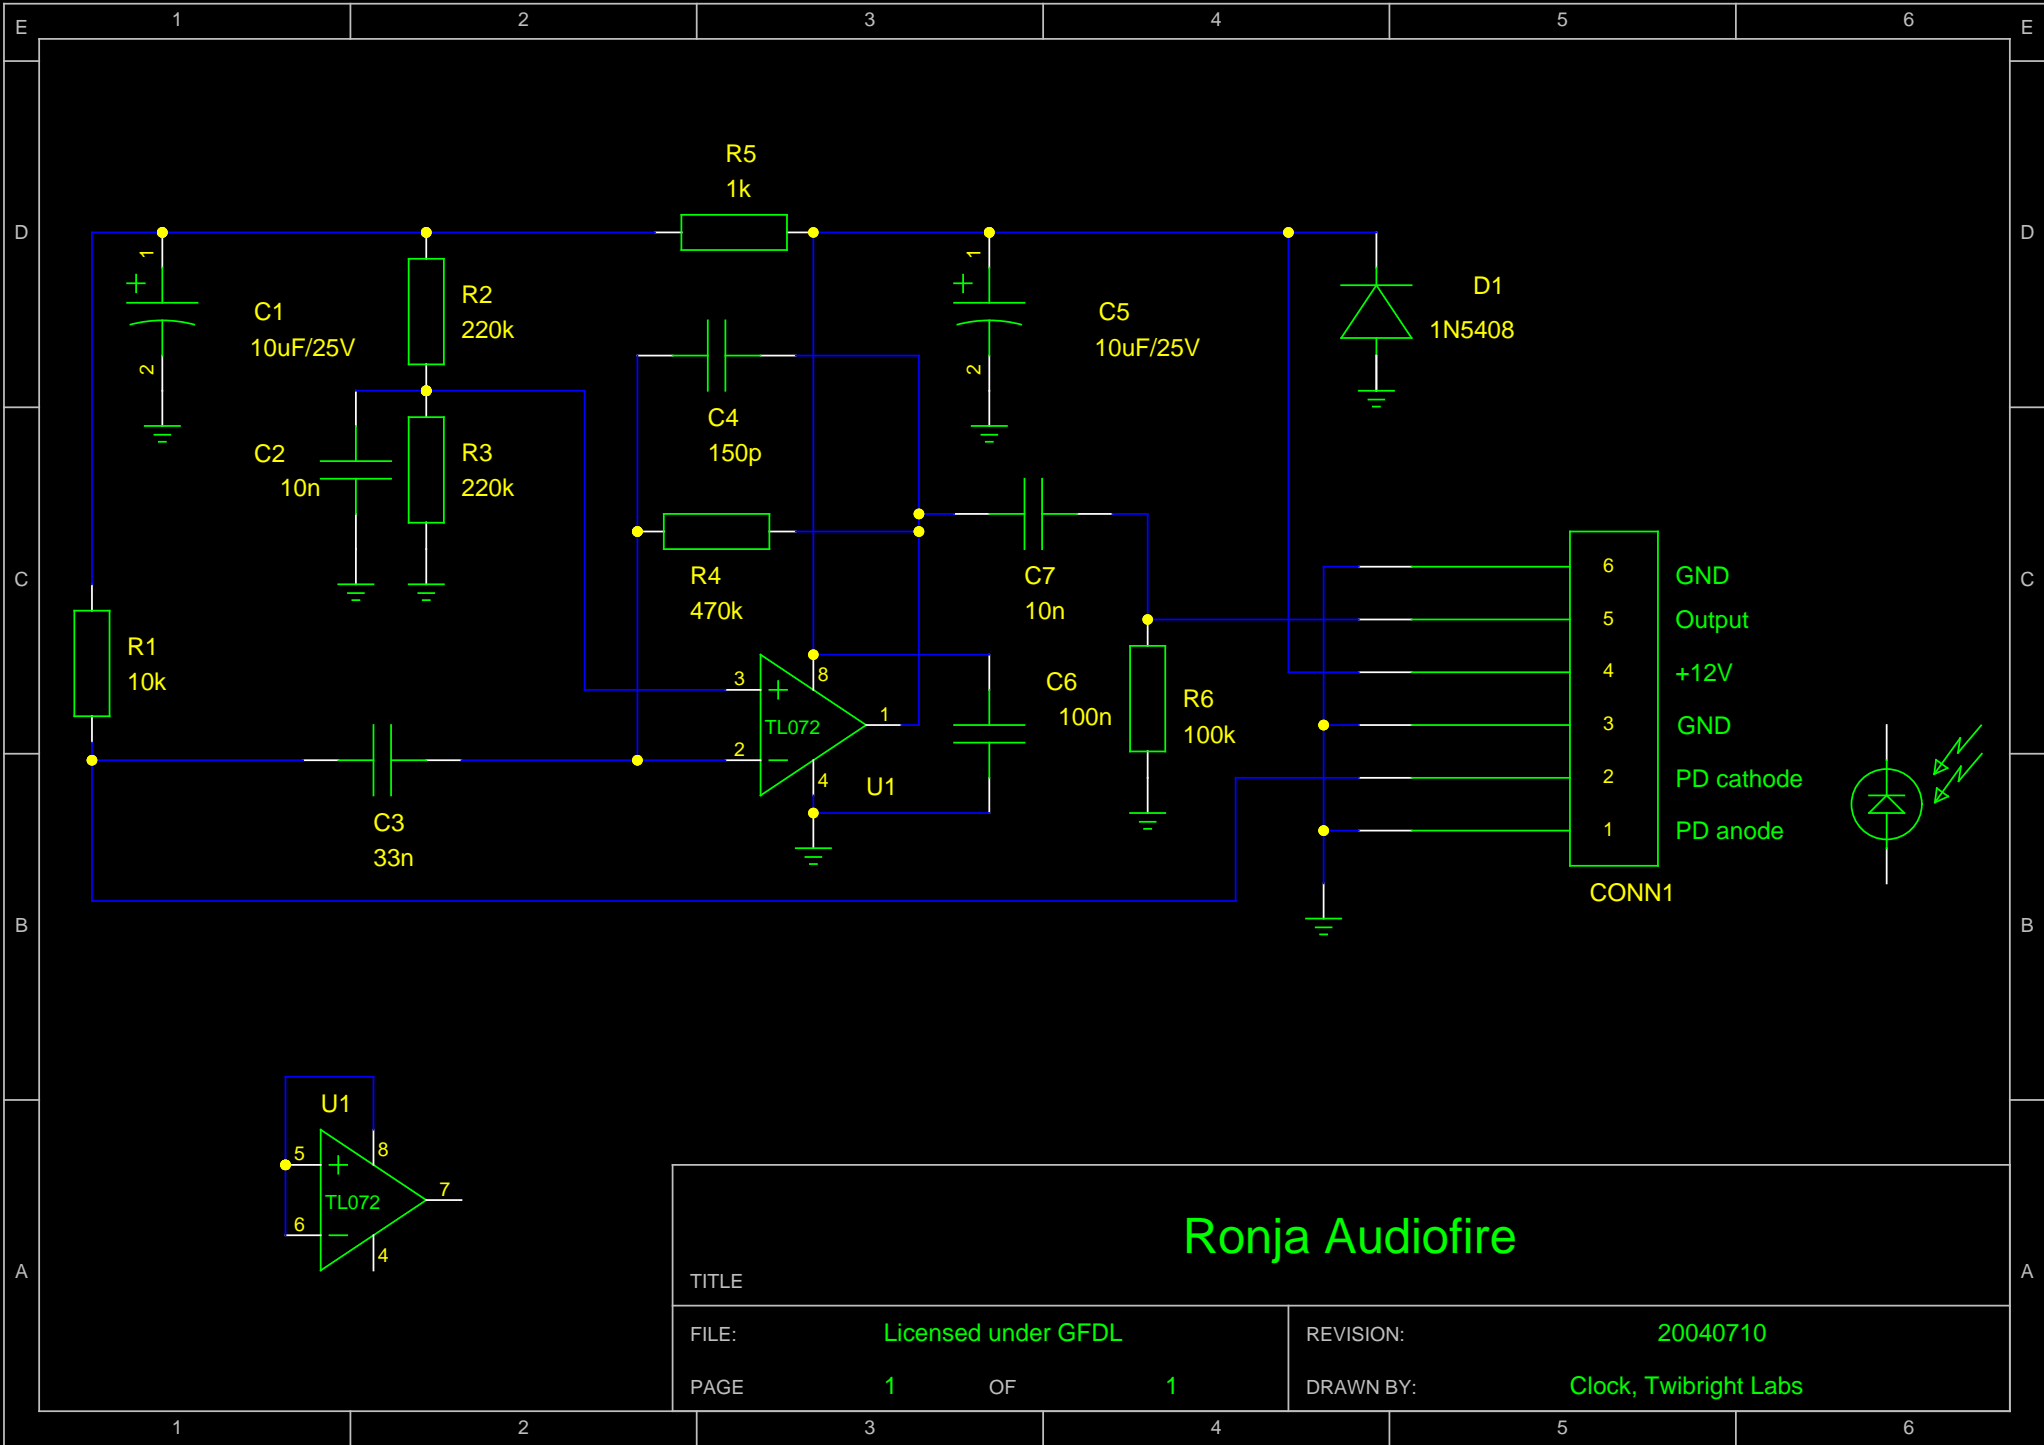 1 2 3 4 5 6
E E
R5
1k
D D
1 1
+ +
C1
10uF/25V
2
R2
220k
C5
10uF/25V
2
D1
1N5408
C4
150p
C2
10n
R3
220k
R4
470k
C7
10n
C C
6 GND
5 Output
4 +12V
3 GND
2 PD cathode
1 PD anode
CONN1
R1
10k
3 + 8
TL072 1
2 − 4
U1
C6
100n
R6
100k
C3
33n
B B
U1
5 + 8
TL072 7
6 − 4
A A
Ronja Audiofire
TITLE
FILE: Licensed under GFDL
REVISION: 20040710
PAGE 1 OF 1
DRAWN BY: Clock, Twibright Labs
1 2 3 4 5 6